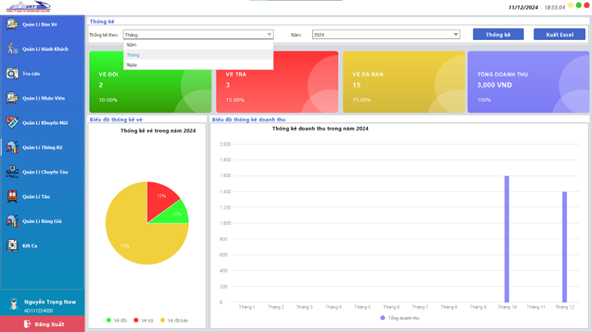 11/12/2024 - 18:55:04
Quản Lí Bán Vé
Quản Lí Hành Khách
Tra cứu
Quản Lí Nhân Viên
Quản Lí Khuyến Mãi
Quản Lí Thống Kê
Quản Lí Chuyến Tàu
Quản Lí Tàu
Quản Lí Bảng Giá
Kết Ca
Nguyễn Trọng Now
AD111224020
Đăng Xuất
Thống kê
Thống kê theo: Tháng
Năm
Tháng
Ngày
Năm: 2024
Thống kê
Xuất Excel
VÉ ĐỔI
2
10.00%
VÉ TRẢ
3
15.00%
VÉ ĐÃ BÁN
15
75.00%
TỔNG DOANH THU
3,000 VND
100%
Biểu đồ thống kê vé
Thống kê vé trong năm 2024
15%
75%
Vé đổi Vé trả Vé đã bán
Biểu đồ thống kê doanh thu
Thống kê doanh thu trong năm 2024
2,000
1,800
1,600
1,400
1,200
1,000
800
600
400
200
0
Tháng 1 Tháng 2 Tháng 3 Tháng 4 Tháng 5 Tháng 6 Tháng 7 Tháng 8 Tháng 9 Tháng 10 Tháng 11 Tháng 12
Tổng doanh thu